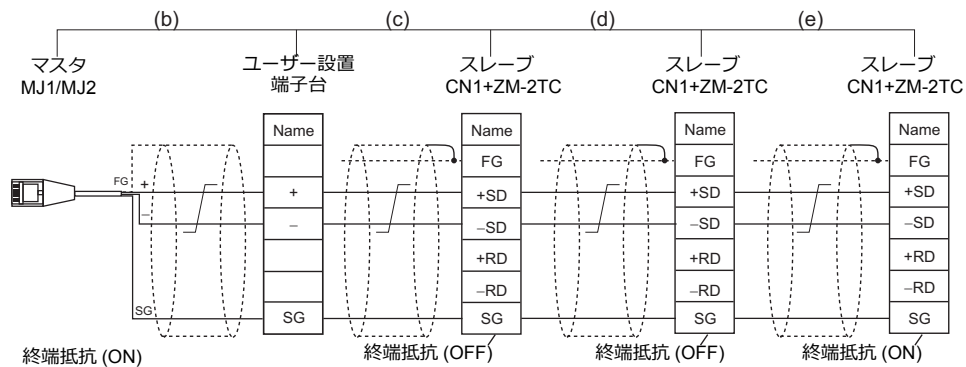 (b) (c) (d) (e)
マスタ
MJ1/MJ2
ユーザー設置
端子台
スレーブ
CN1+ZM-2TC
スレーブ
CN1+ZM-2TC
スレーブ
CN1+ZM-2TC
Name Name Name Name
FG FG FG
FG + + +SD +SD +SD
– – –SD –SD –SD
+RD +RD +RD
–RD –RD –RD
SG SG SG SG SG
終端抵抗 (ON) 終端抵抗 (OFF) 終端抵抗 (OFF) 終端抵抗 (ON)